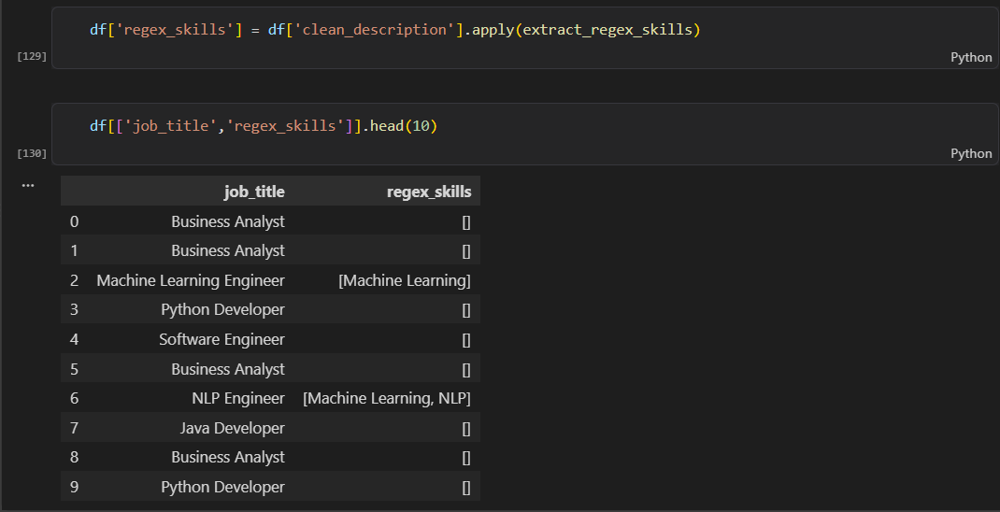 df['regex_skills'] = df['clean_description'].apply(extract_regex_skills)
[129]
Python
df[['job_title','regex_skills']].head(10)
[130]
Python
...
job_title regex_skills
0 Business Analyst []
1 Business Analyst []
2 Machine Learning Engineer [Machine Learning]
3 Python Developer []
4 Software Engineer []
5 Business Analyst []
6 NLP Engineer [Machine Learning, NLP]
7 Java Developer []
8 Business Analyst []
9 Python Developer []